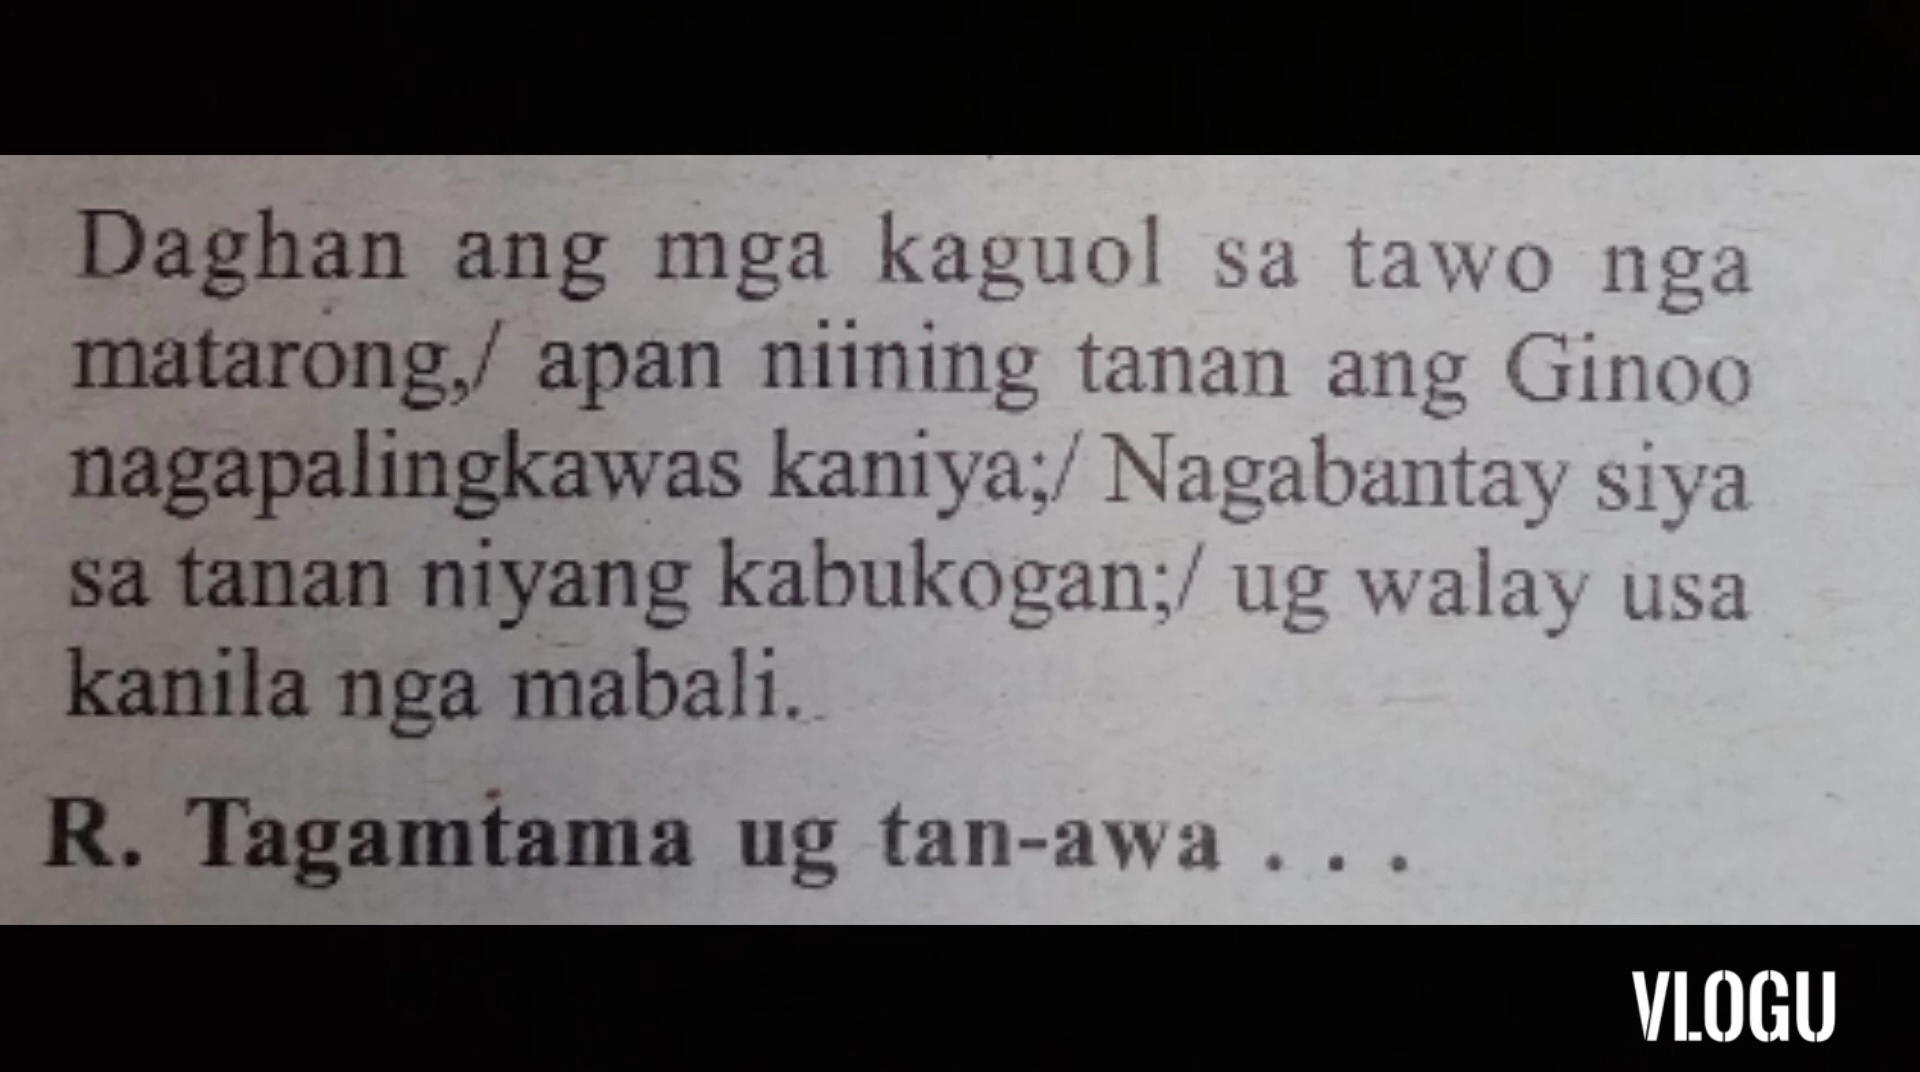 Daghan ang mga kaguol sa tawo nga
matarong,/ apan niining tanan ang Ginoo
nagapalingkawas kaniya;/ Nagabantay siya
sa tanan niyang kabukogan;/ ug walay usa
kanila nga mabali.
R. Tagamtama ug tan-awa . . .
VLOGU